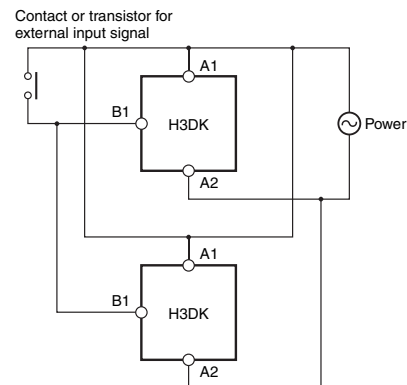 Contact or transistor for
external input signal
A1
B1
H3DK
Power
A2
A1
B1
H3DK
A2